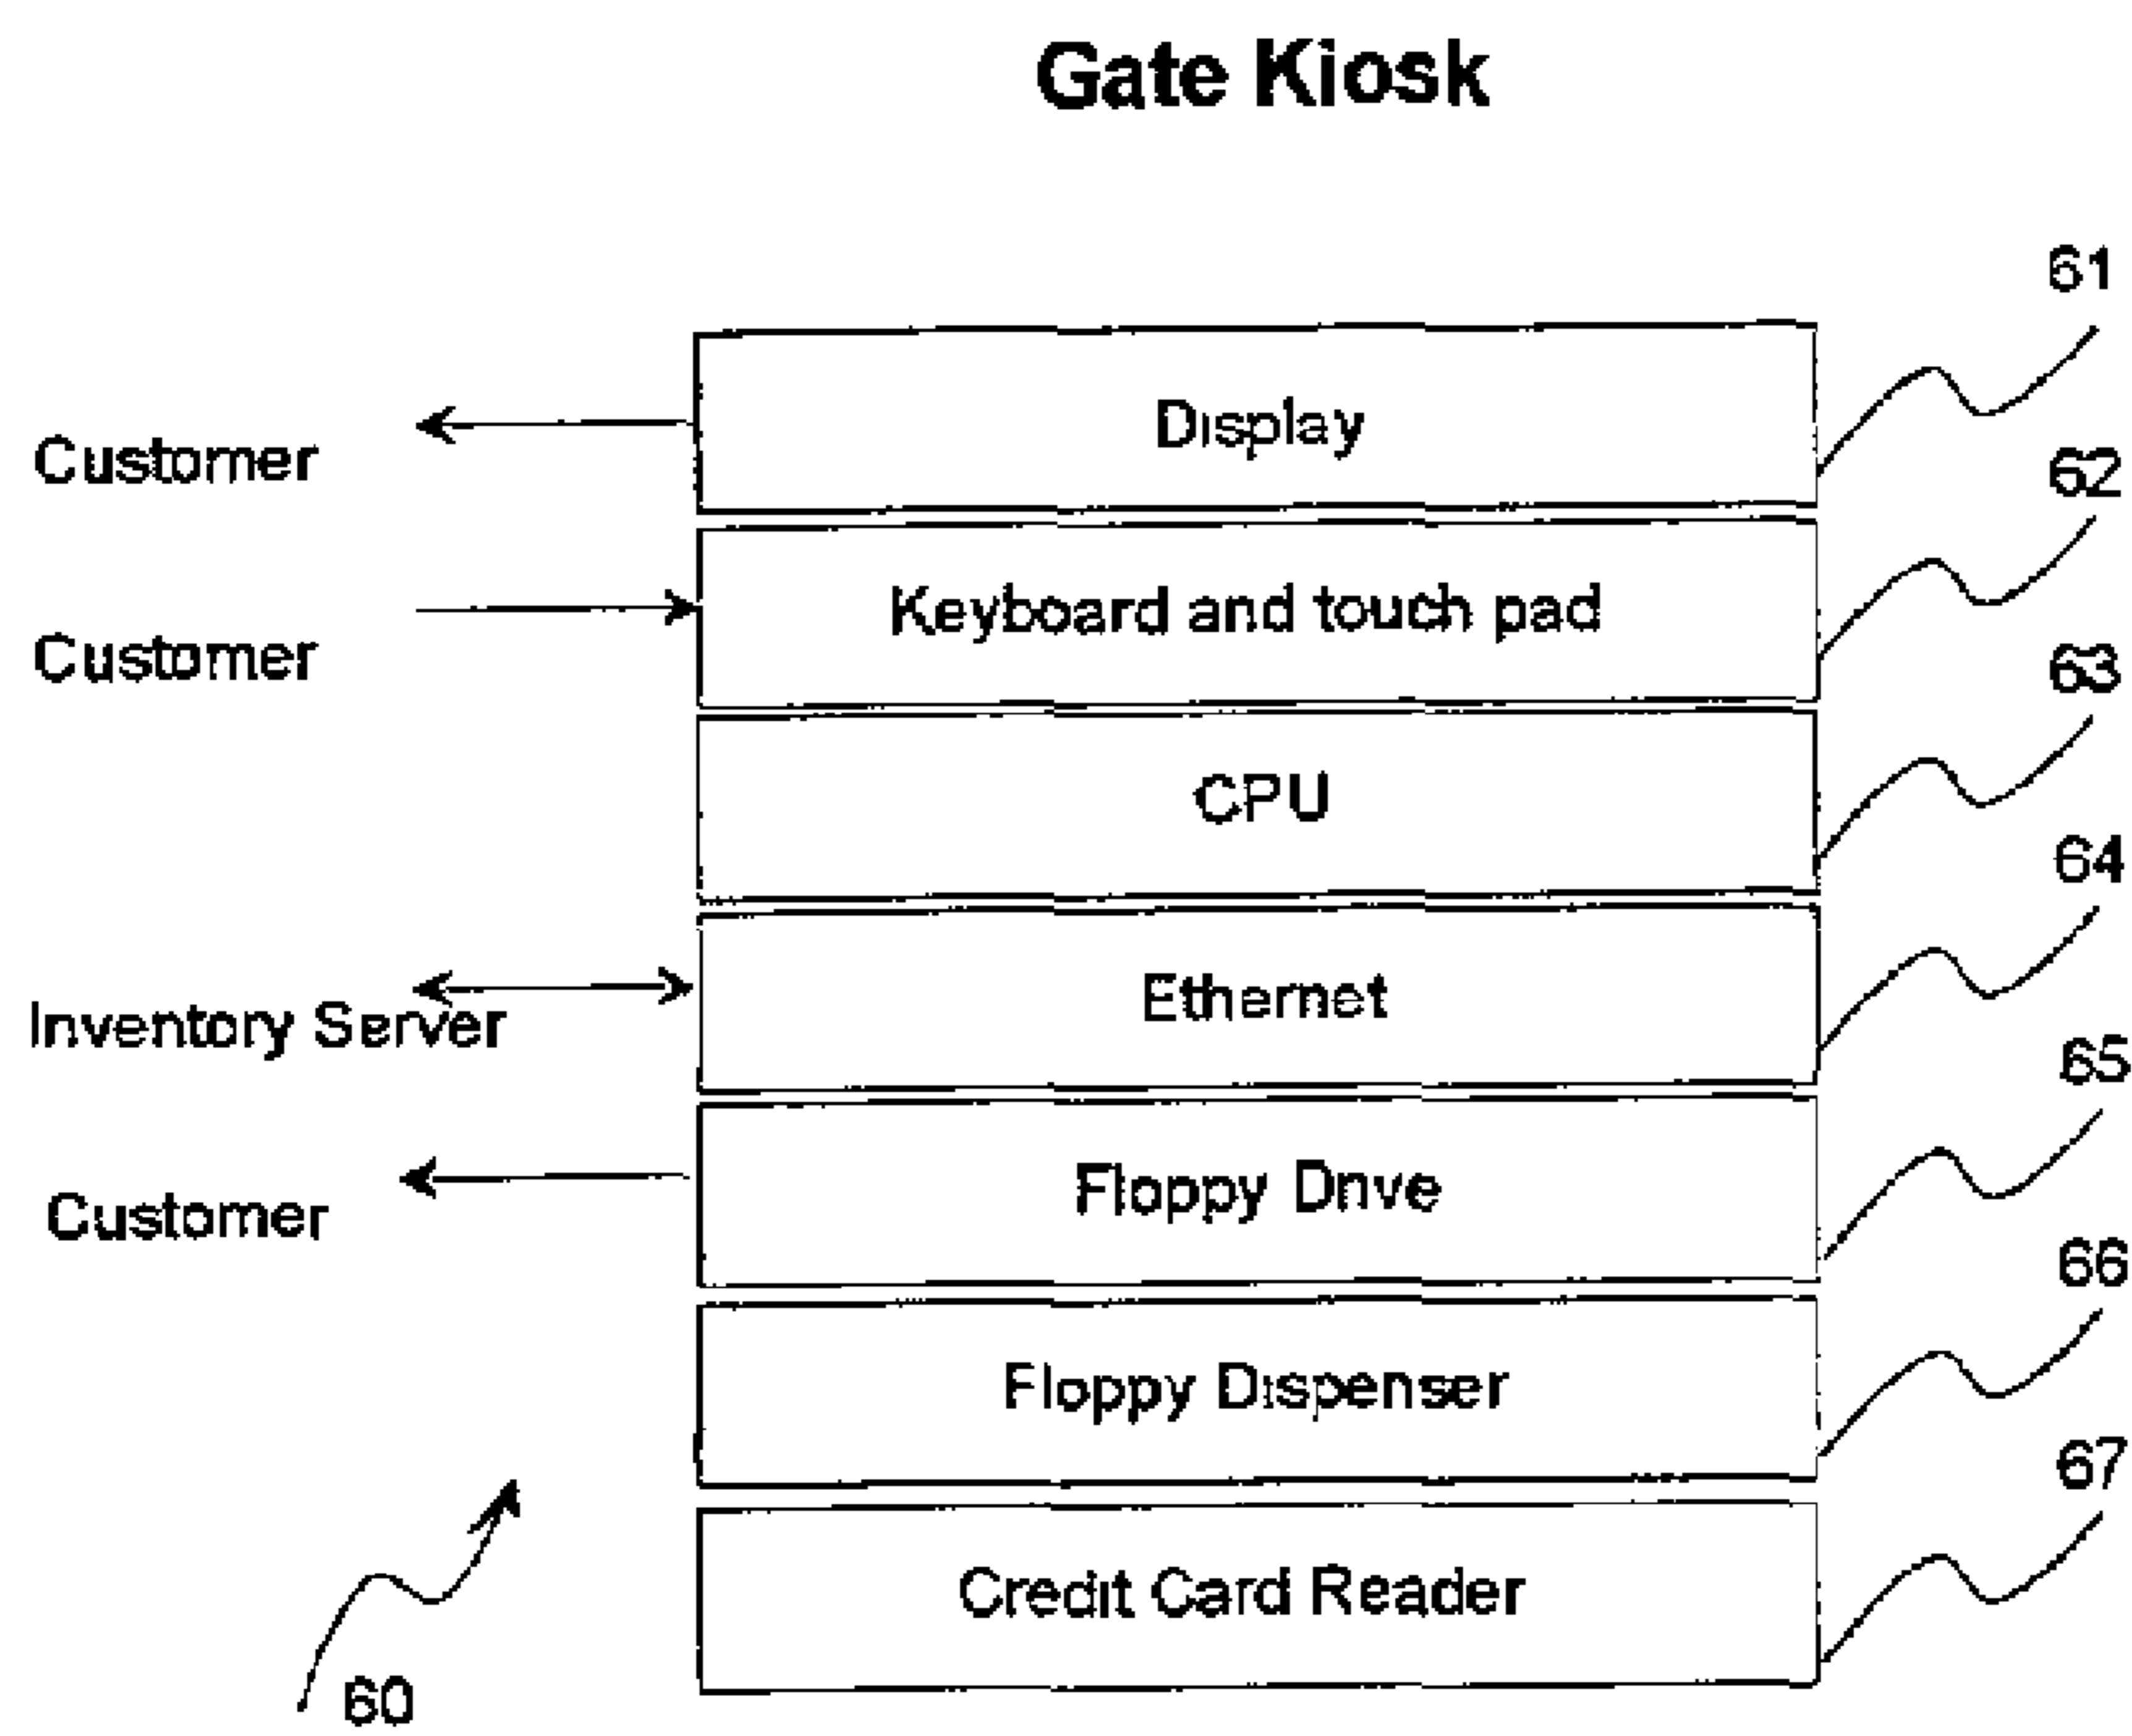 Gate Kiosk
61
Display
Customer
62
Keyboard and touch pad
Customer
63
CPU
64
Ethernet
Inventory Server
65
Floppy Drive
Customer
66
Floppy Dispenser
67
Credit Card Reader
60